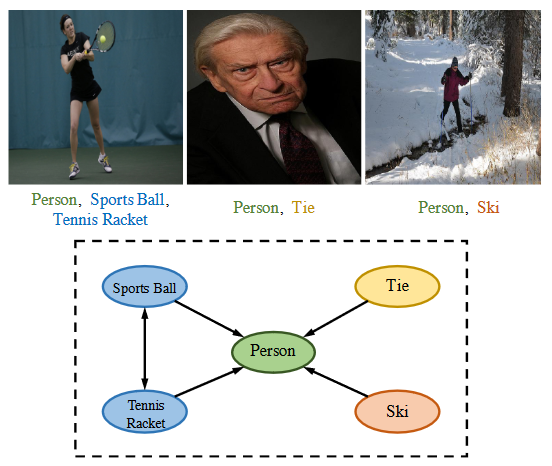 Person, Sports Ball,
Tennis Racket
Person, Tie
Person, Ski
Sports Ball
Tie
Person
Tennis
Racket
Ski